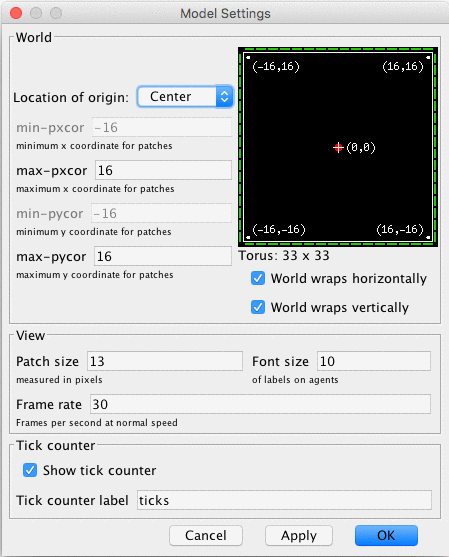 Model Settings
World
Location of origin: Center
min-pxcor -16
minimum x coordinate for patches
max-pxcor 16
maximum x coordinate for patches
min-pycor -16
minimum y coordinate for patches
max-pycor 16
maximum y coordinate for patches
(-16,16) (16,16)
(0,0)
(-16,-16) (16,-16)
Torus: 33 x 33
World wraps horizontally
World wraps vertically
View
Patch size 13 Font size 10
measured in pixels of labels on agents
Frame rate 30
Frames per second at normal speed
Tick counter
Show tick counter
Tick counter label ticks
Cancel Apply OK